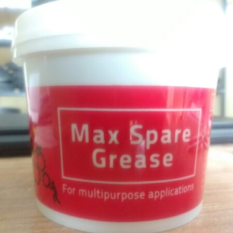 Max Spare
Grease
For multipurpose applications